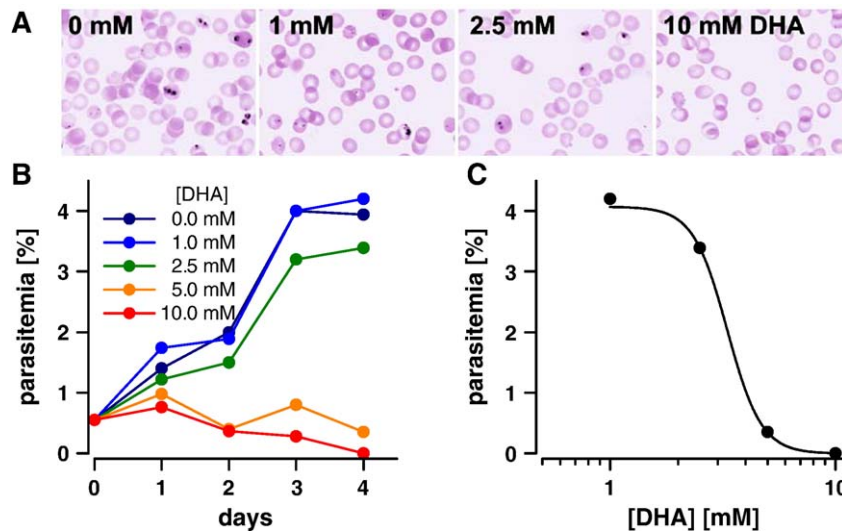 A
0 mM
1 mM
2.5 mM
10 mM DHA
B
parasitemia [%]
4
3
2
1
0
[DHA]
0.0 mM
1.0 mM
2.5 mM
5.0 mM
10.0 mM
0 1 2 3 4
days
C
parasitemia [%]
4
3
2
1
0
1 10
[DHA] [mM]